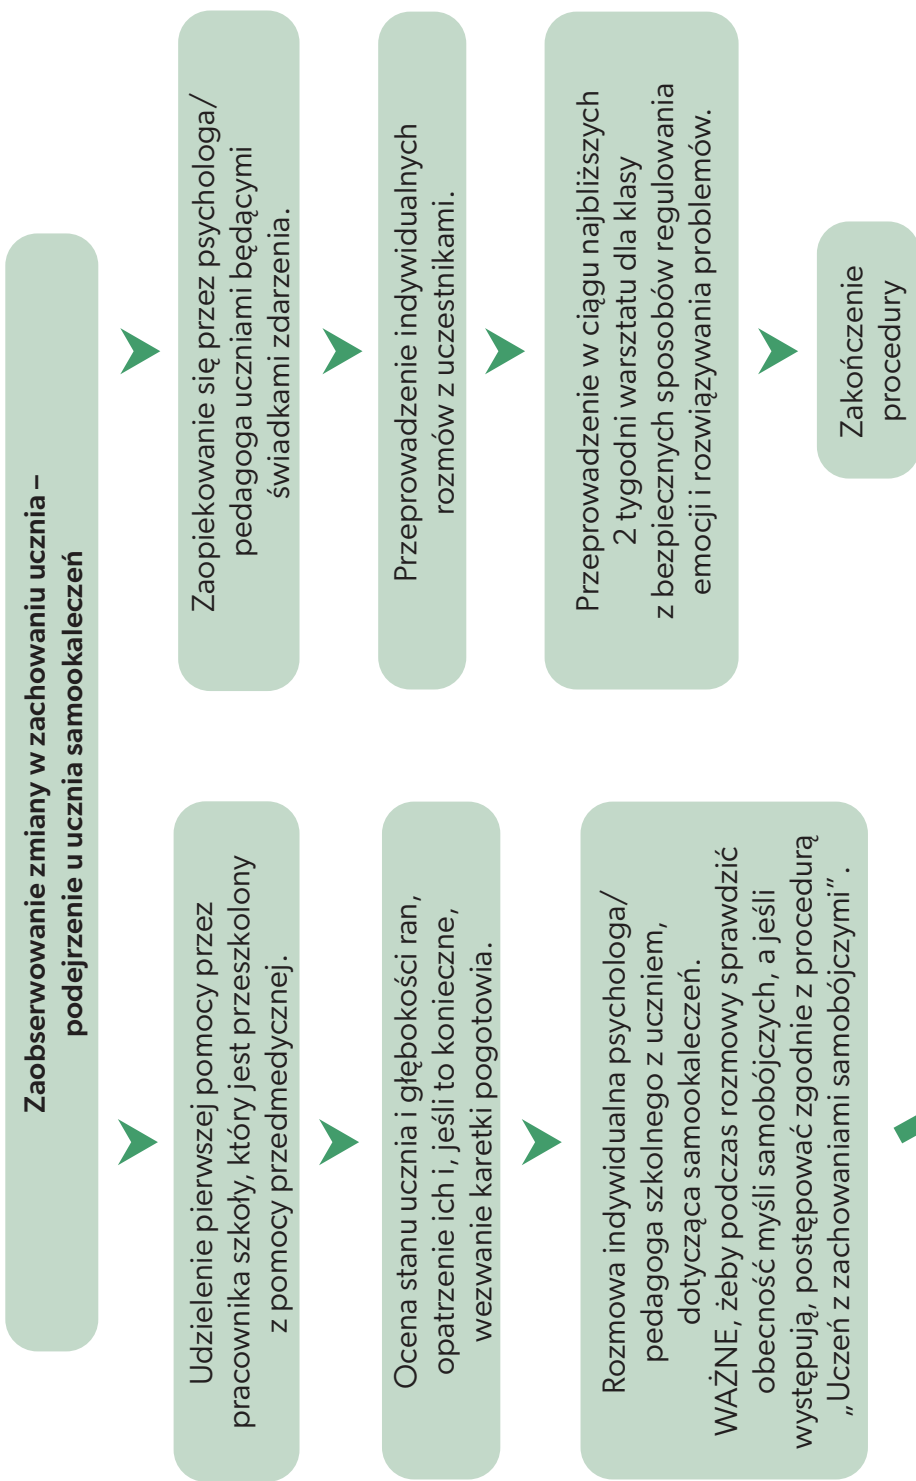 Zaobserwowanie zmiany w zachowaniu ucznia –
podejrzenie u ucznia samookaleczeń
Udzielenie pierwszej pomocy przez
pracownika szkoły, który jest przeszkolony
z pomocy przedmedycznej.
Ocena stanu ucznia i głębokości ran,
opatrzenie ich i, jeśli to konieczne,
wezwanie karetki pogotowia.
Rozmowa indywidualna psychologa/
pedagoga szkolnego z uczniem,
dotycząca samookaleczeń.
WAŻNE, żeby podczas rozmowy sprawdzić
obecność myśli samobójczych, a jeśli
występują, postępować zgodnie z procedurą
„Uczeń z zachowaniami samobójczymi” .
Zaopiekowanie się przez psychologa/
pedagoga uczniami będącymi
świadkami zdarzenia.
Przeprowadzenie indywidualnych
rozmów z uczestnikami.
Przeprowadzenie w ciągu najbliższych
2 tygodni warsztatu dla klasy
z bezpiecznych sposobów regulowania
emocji i rozwiązywania problemów.
Zakończenie
procedury